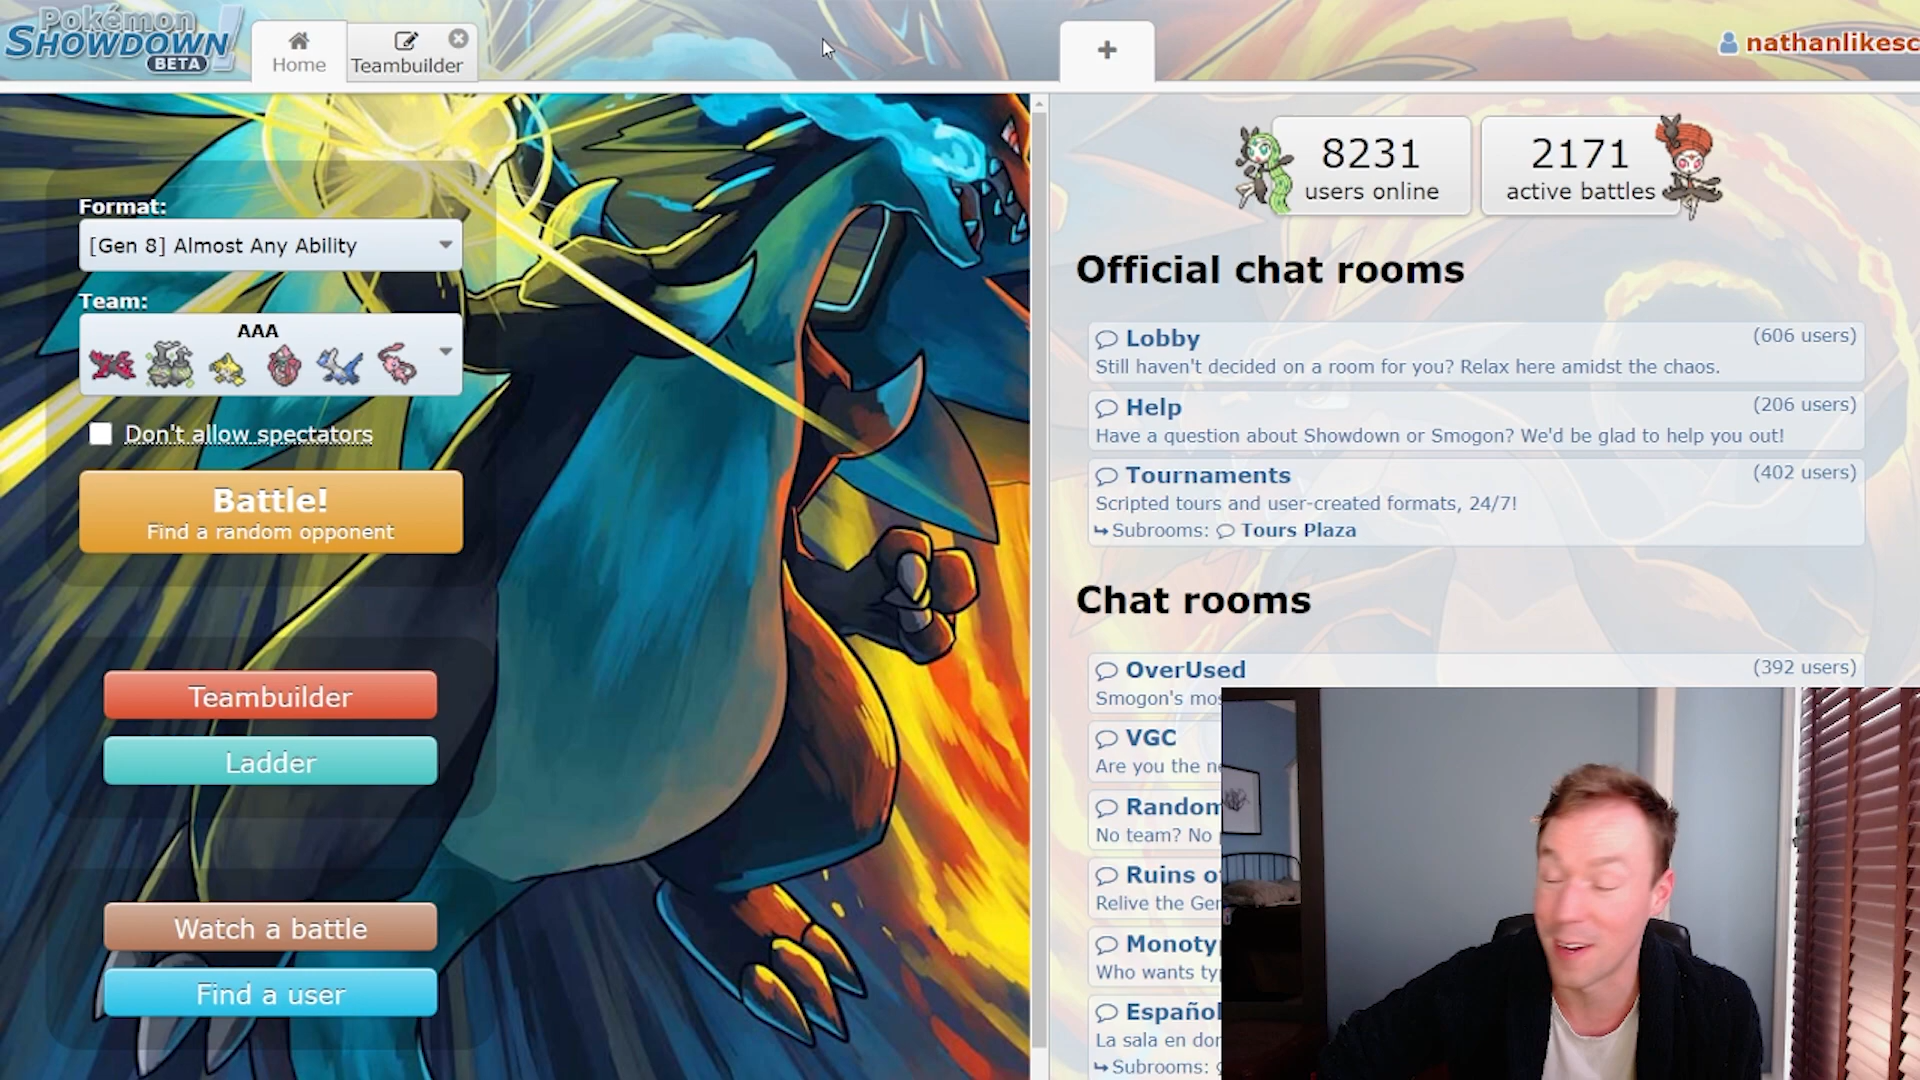 Pokémon
SHOWDOWN!
BETA
Home
Teambuilder
+
nathanlikesc
Format:
[Gen 8] Almost Any Ability
Team:
AAA
Don't allow spectators
Battle!
Find a random opponent
Teambuilder
Ladder
Watch a battle
Find a user
8231
users online
2171
active battles
Official chat rooms
Lobby (606 users)
Still haven't decided on a room for you? Relax here amidst the chaos.
Help (206 users)
Have a question about Showdown or Smogon? We'd be glad to help you out!
Tournaments (402 users)
Scripted tours and user-created formats, 24/7!
↪ Subrooms: Tours Plaza
Chat rooms
OverUsed (392 users)
Smogon's mos
VGC
Are you the ne
Random
No team? No
Ruins o
Relive the Gen
Monoty
Who wants ty
Español
La sala en don
↪ Subrooms: